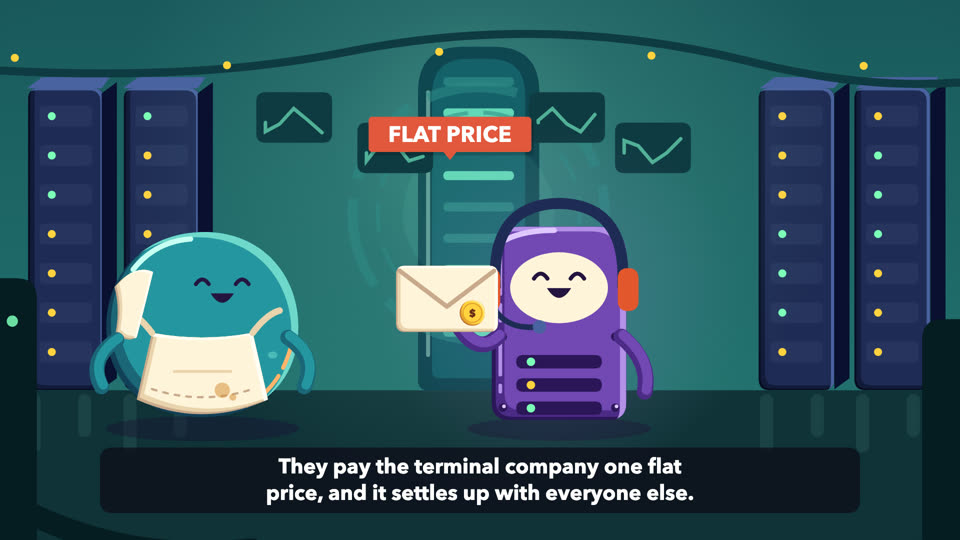 FLAT PRICE
$
They pay the terminal company one flat
price, and it settles up with everyone else.